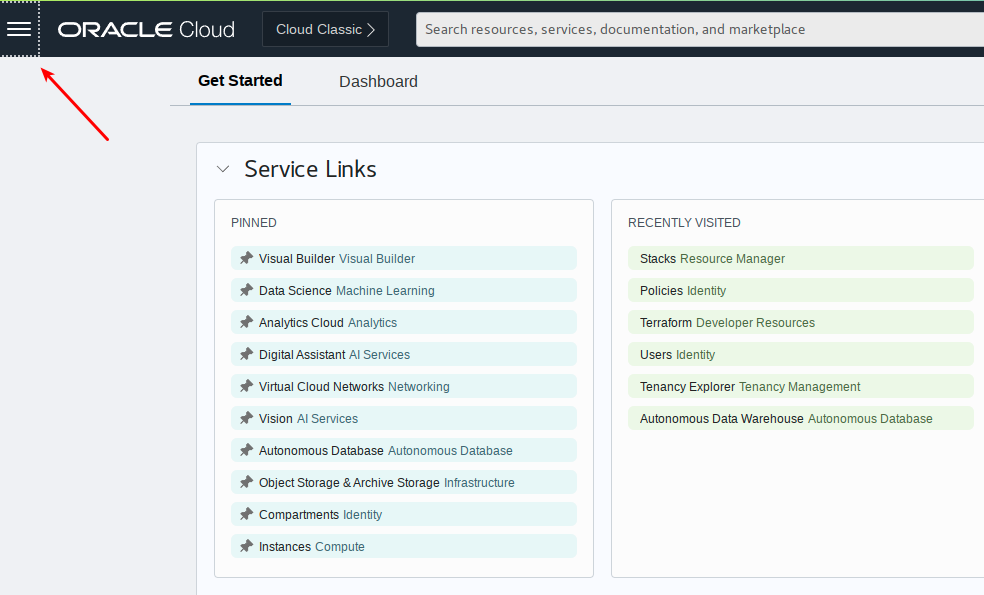 ORACLE Cloud
Cloud Classic
Search resources, services, documentation, and marketplace
Get Started
Dashboard
Service Links
PINNED
Visual Builder Visual Builder
Data Science Machine Learning
Analytics Cloud Analytics
Digital Assistant AI Services
Virtual Cloud Networks Networking
Vision AI Services
Autonomous Database Autonomous Database
Object Storage & Archive Storage Infrastructure
Compartments Identity
Instances Compute
RECENTLY VISITED
Stacks Resource Manager
Policies Identity
Terraform Developer Resources
Users Identity
Tenancy Explorer Tenancy Management
Autonomous Data Warehouse Autonomous Database